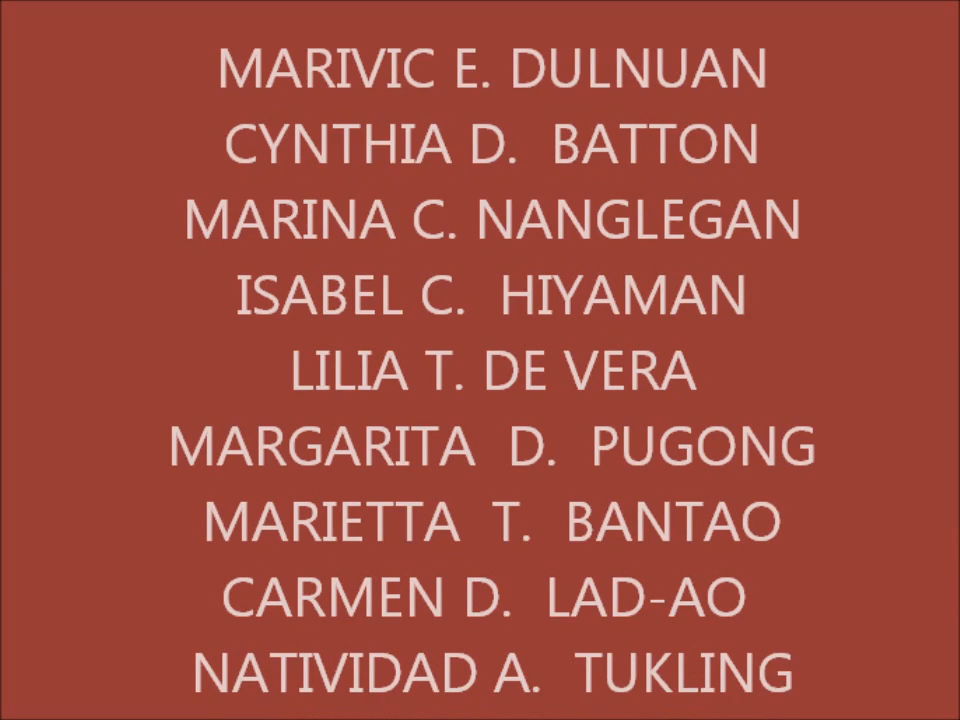 MARIVIC E. DULNUAN
CYNTHIA D. BATTON
MARINA C. NANGLEGAN
ISABEL C. HIYAMAN
LILIA T. DE VERA
MARGARITA D. PUGONG
MARIETTA T. BANTAO
CARMEN D. LAD-AO
NATIVIDAD A. TUKLING